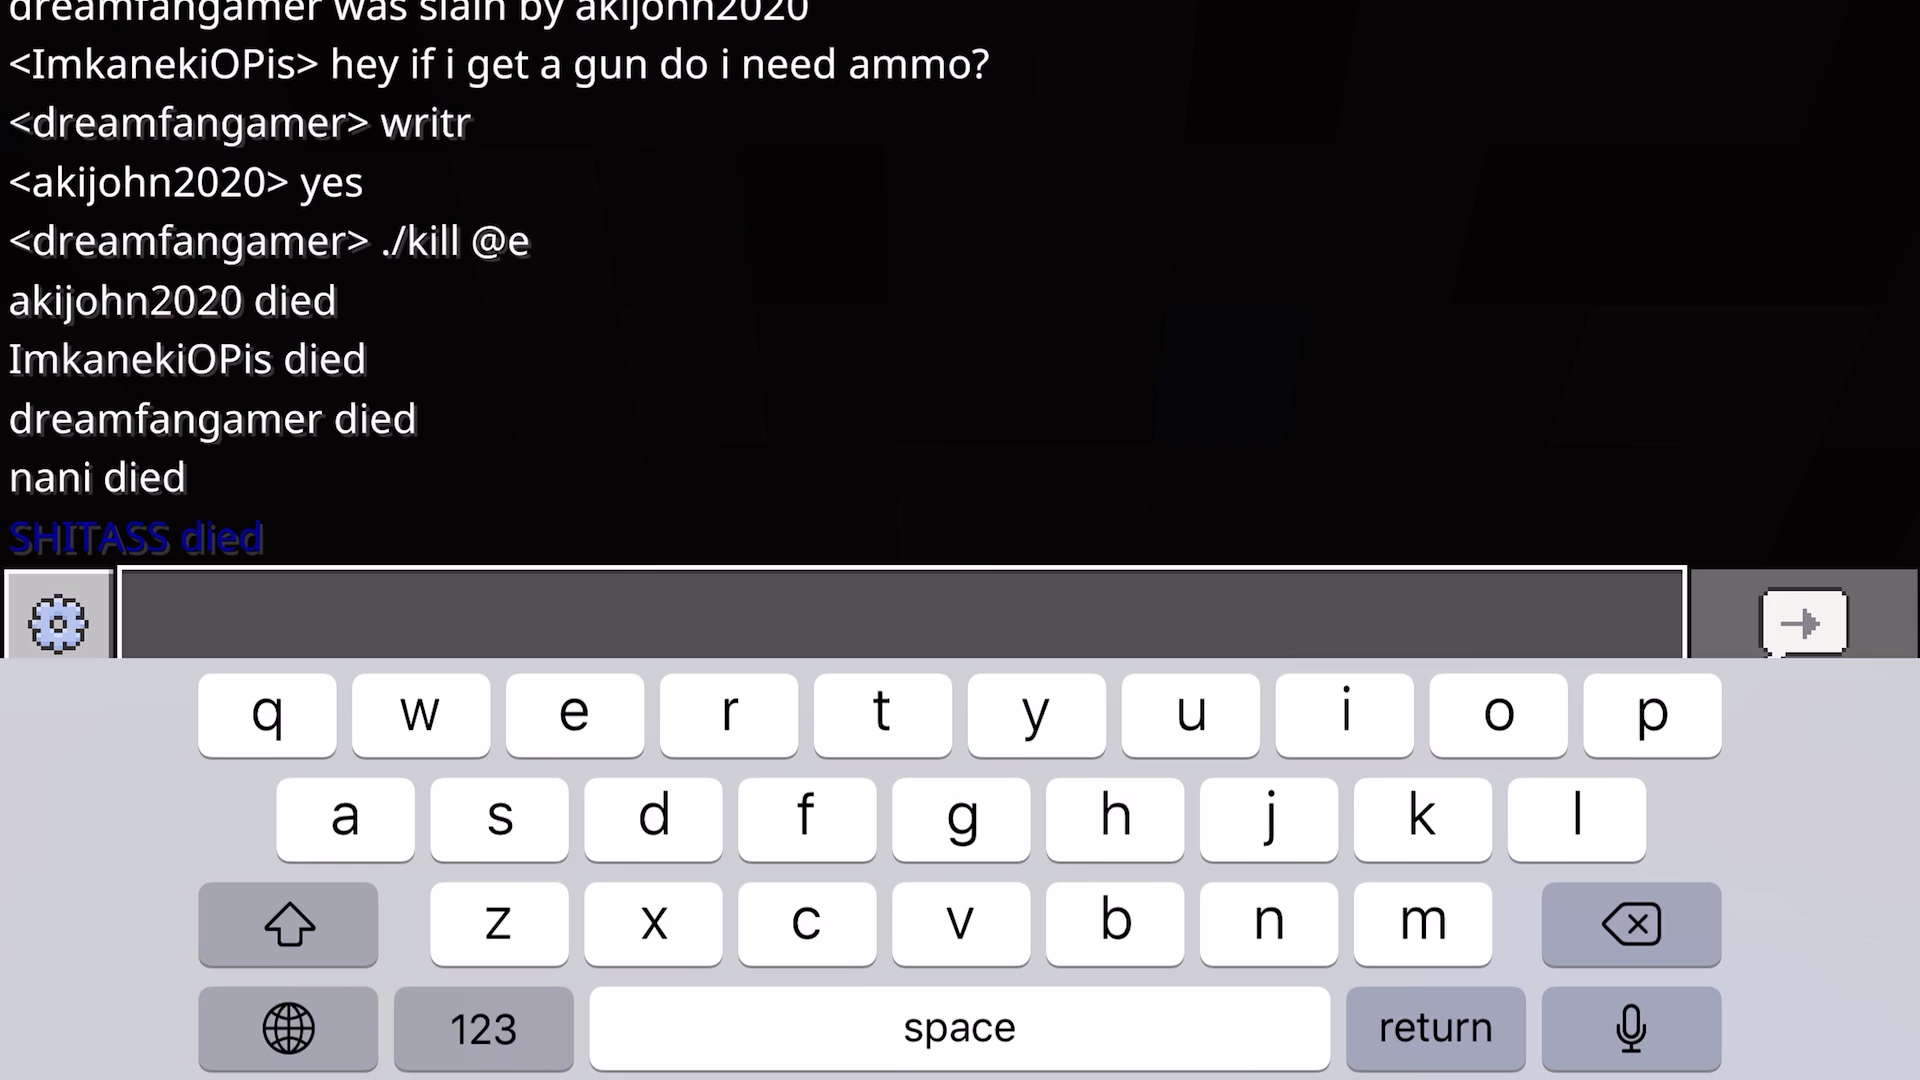 dreamfangamer was slain by akijohn2020
<ImkanekiOPis> hey if i get a gun do i need ammo?
<dreamfangamer> writr
<akijohn2020> yes
<dreamfangamer> ./kill @e
akijohn2020 died
ImkanekiOPis died
dreamfangamer died
nani died
SHITASS died
q w e r t y u i o p
a s d f g h j k l
z x c v b n m
123 space return